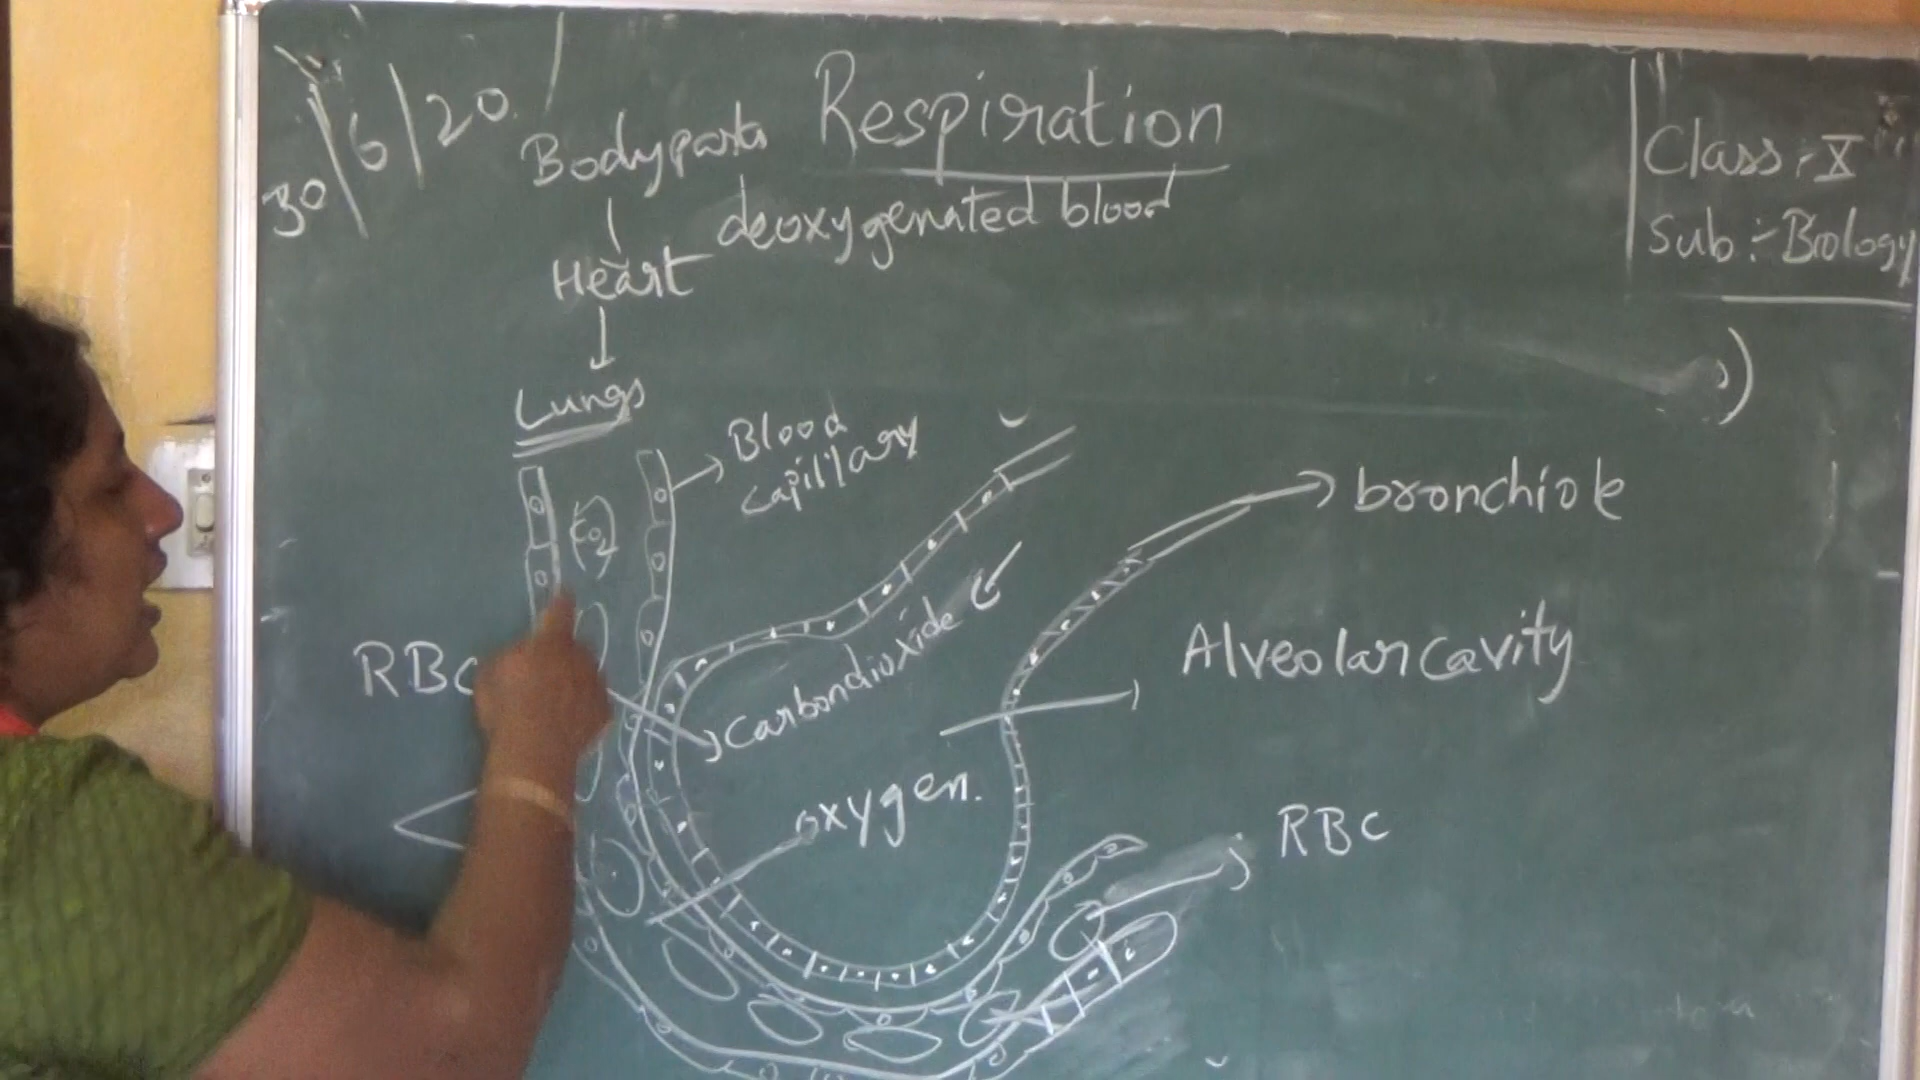 30/6/20
Respiration
Class :- X
Sub :- Biology
Bodyparts
deoxygenated blood
Heart
Lungs
Blood
capillary
CO2
bronchiole
Carbondioxide
Alveolar cavity
RBC
oxygen.
RBC